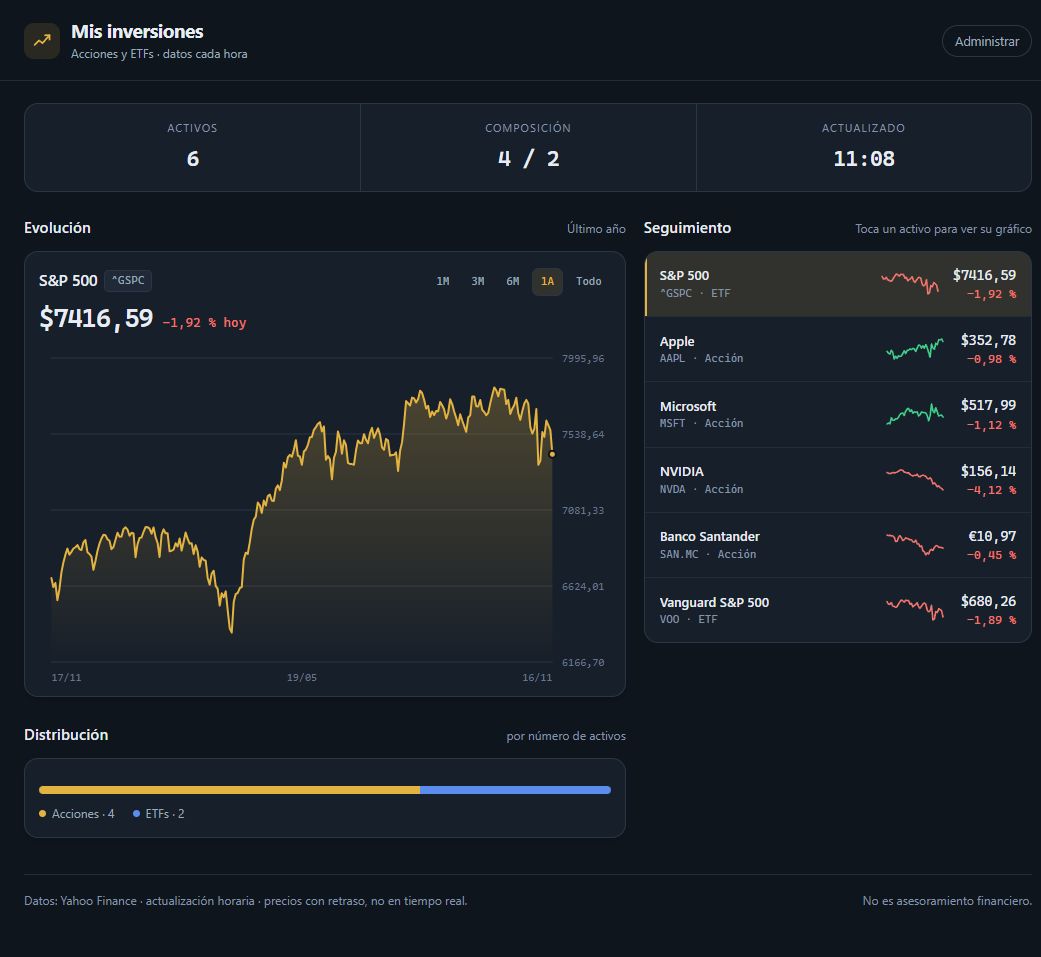 Mis inversiones
Acciones y ETFs · datos cada hora
Administrar
ACTIVOS
6
COMPOSICIÓN
4 / 2
ACTUALIZADO
11:08
Evolución
Último año
S&P 500 ^GSPC
1M 3M 6M 1A Todo
$7416,59 −1,92 % hoy
7995,96
7538,64
7081,33
6624,01
6166,70
17/11 19/05 16/11
Seguimiento
Toca un activo para ver su gráfico
S&P 500
^GSPC · ETF
$7416,59
−1,92 %
Apple
AAPL · Acción
$352,78
−0,98 %
Microsoft
MSFT · Acción
$517,99
−1,12 %
NVIDIA
NVDA · Acción
$156,14
−4,12 %
Banco Santander
SAN.MC · Acción
€10,97
−0,45 %
Vanguard S&P 500
VOO · ETF
$680,26
−1,89 %
Distribución
por número de activos
Acciones · 4 ETFs · 2
Datos: Yahoo Finance · actualización horaria · precios con retraso, no en tiempo real.
No es asesoramiento financiero.